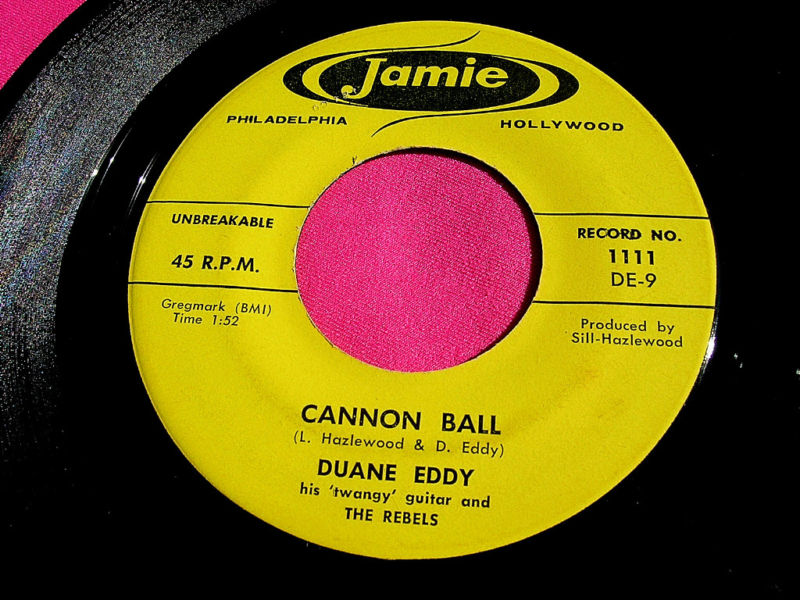 Jamie
PHILADELPHIA
HOLLYWOOD
UNBREAKABLE
45 R.P.M.
Gregmark (BMI)
Time 1:52
RECORD NO.
1111
DE-9
Produced by
Sill-Hazlewood
CANNON BALL
(L. Hazlewood & D. Eddy)
DUANE EDDY
his 'twangy' guitar and
THE REBELS